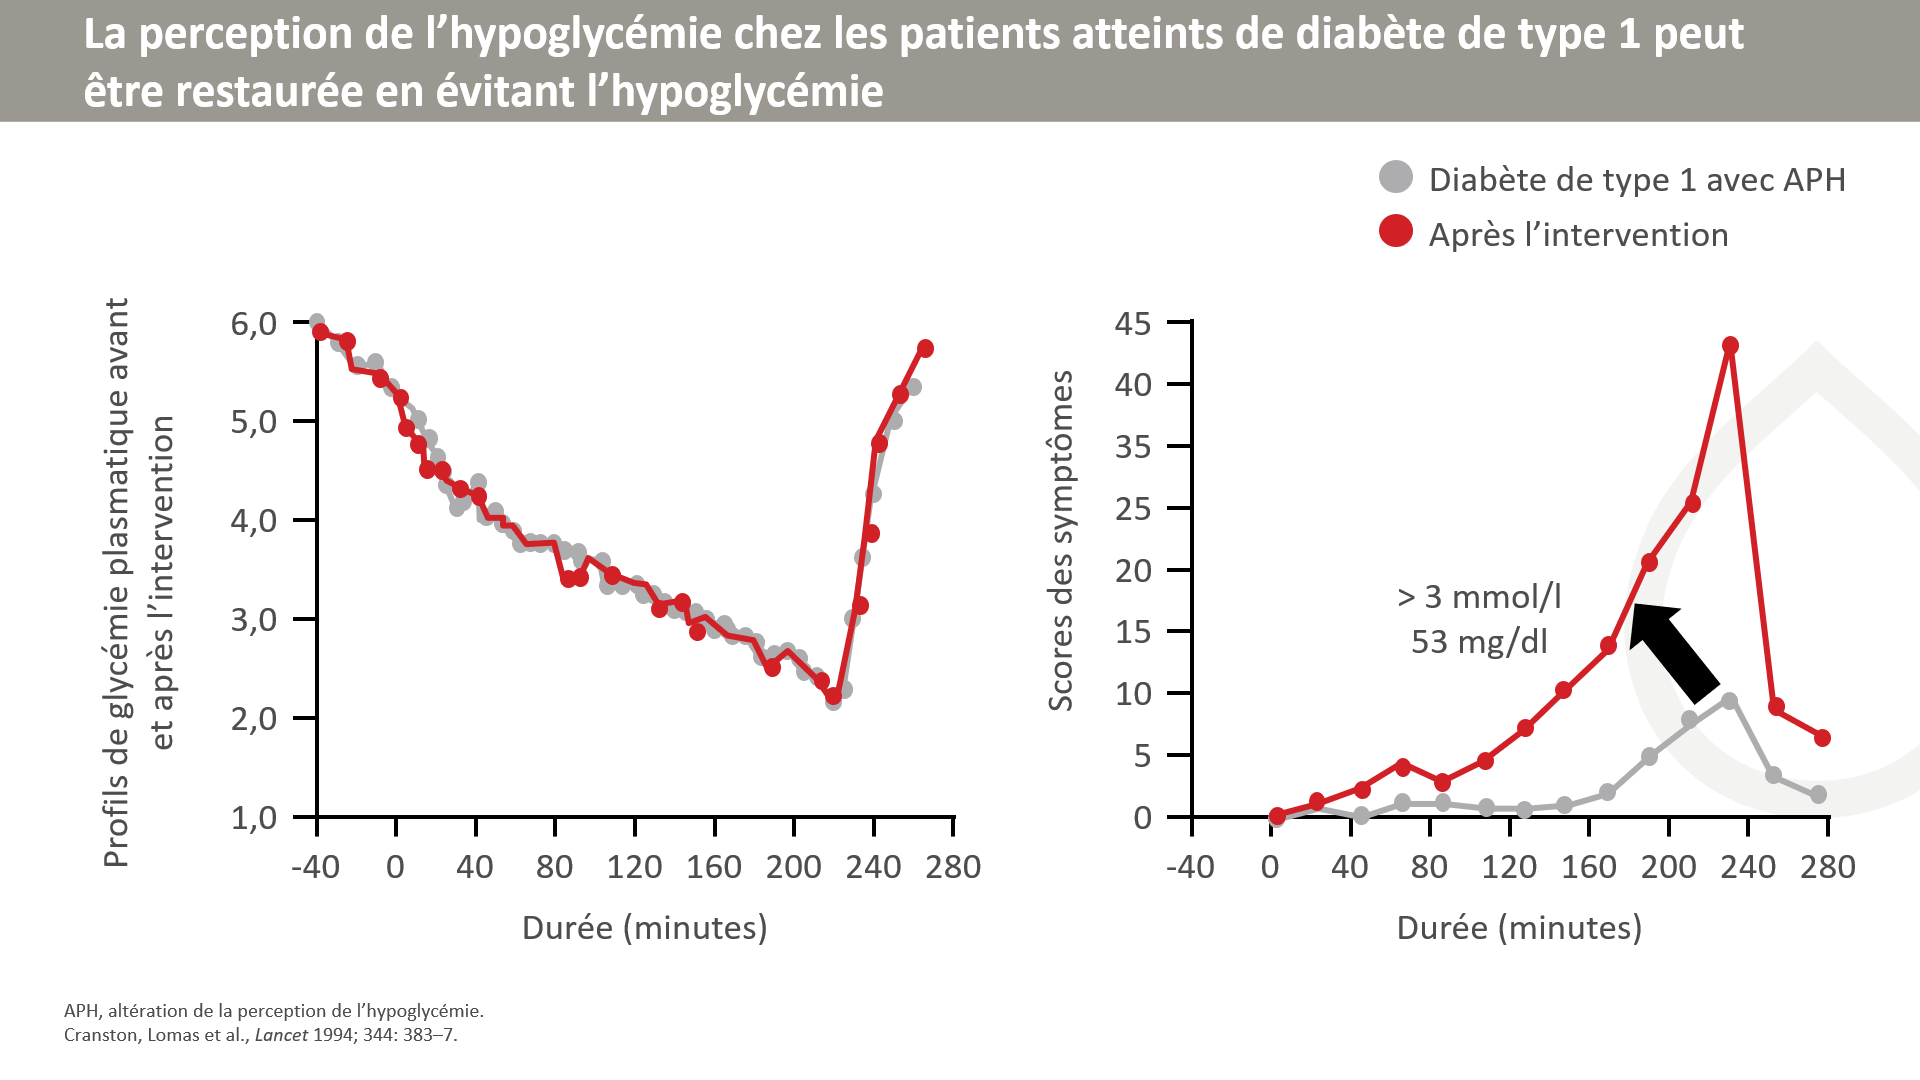 La perception de l’hypoglycémie chez les patients atteints de diabète de type 1 peut
être restaurée en évitant l’hypoglycémie
Diabète de type 1 avec APH
Après l’intervention
Profils de glycémie plasmatique avant
et après l’intervention
6,0
5,0
4,0
3,0
2,0
1,0
-40 0 40 80 120 160 200 240 280
Durée (minutes)
Scores des symptômes
45
40
35
25
20
15
10
5
0
> 3 mmol/l
53 mg/dl
-40 0 40 80 120 160 200 240 280
Durée (minutes)
APH, altération de la perception de l’hypoglycémie.
Cranston, Lomas et al., Lancet 1994; 344: 383–7.